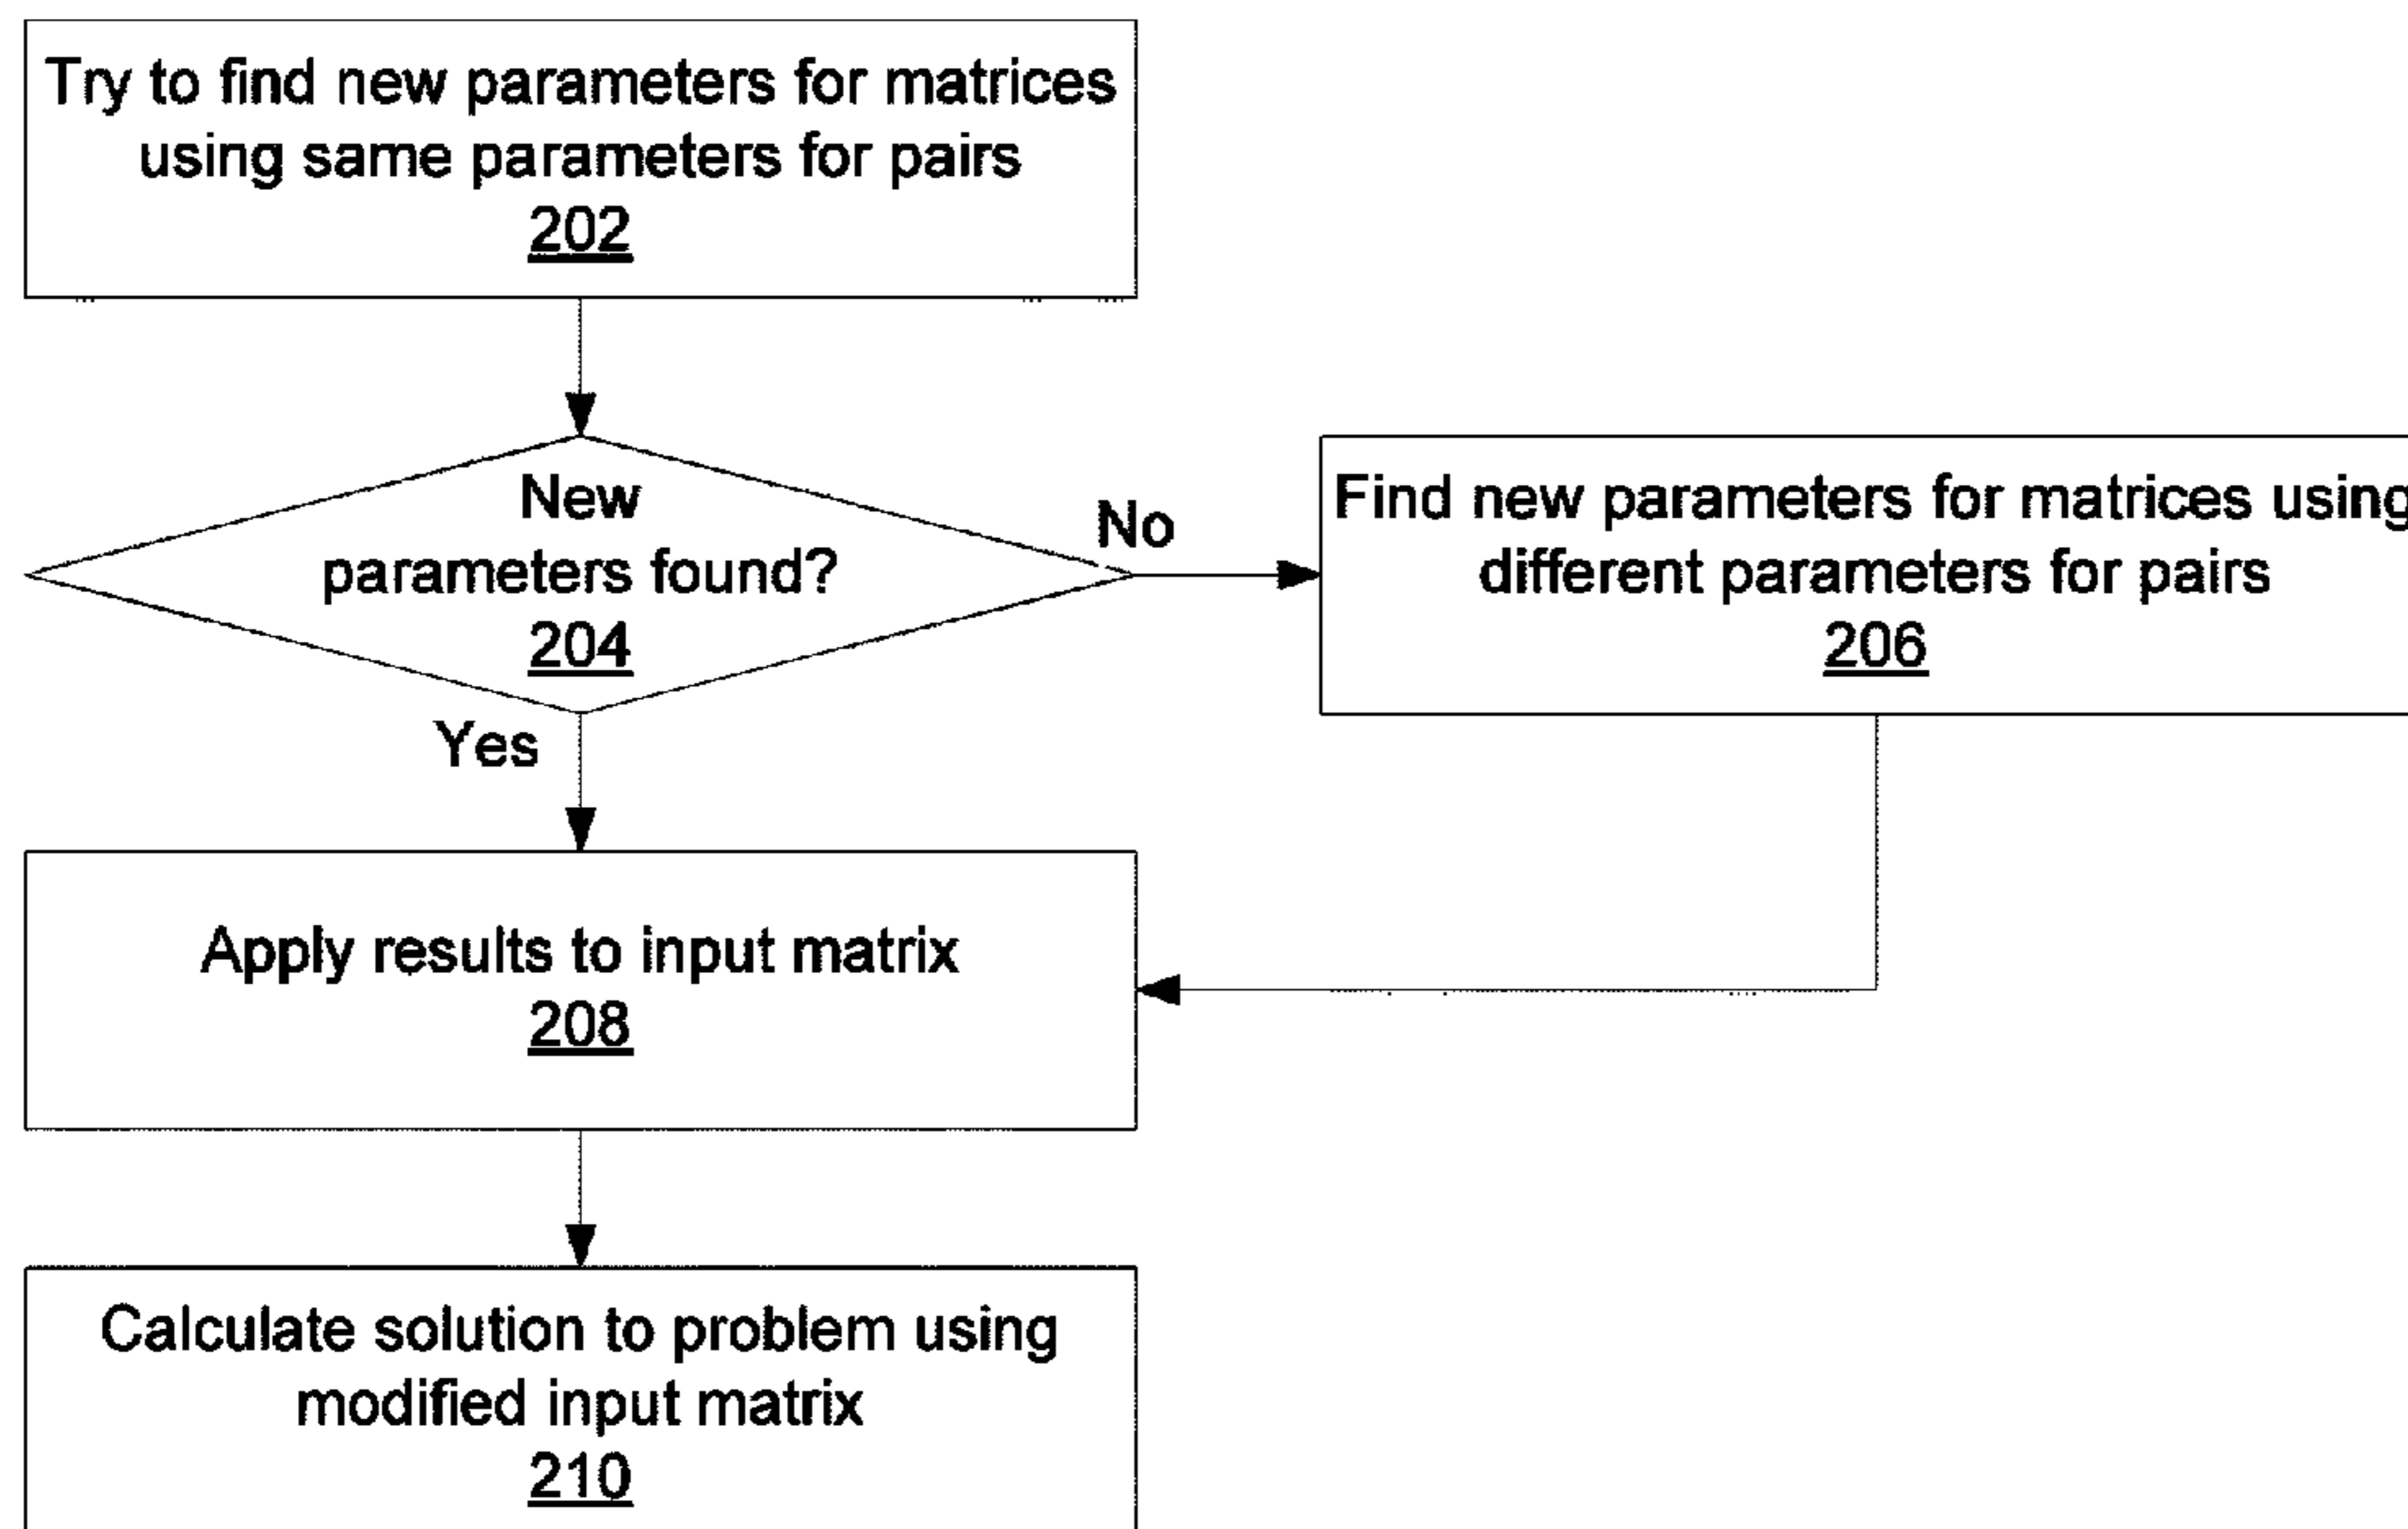 Try to find new parameters for matrices
using same parameters for pairs
202
New
parameters found?
204
No
Find new parameters for matrices using
different parameters for pairs
206
Yes
Apply results to input matrix
208
Calculate solution to problem using
modified input matrix
210